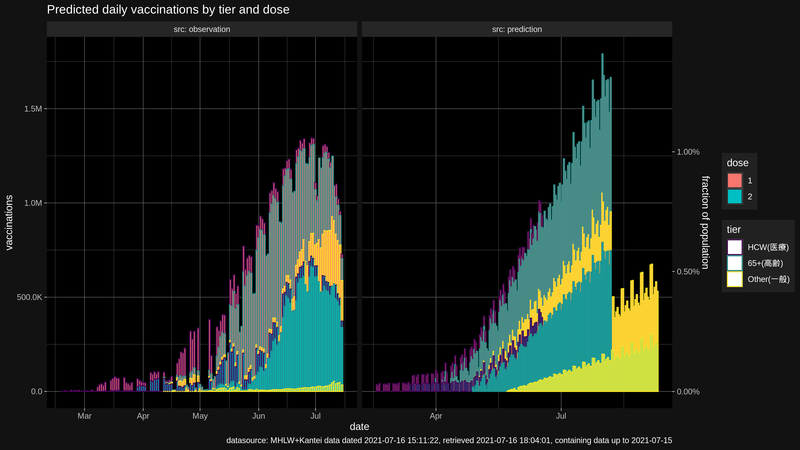 Predicted daily vaccinations by tier and dose
src: observation
src: prediction
vaccinations
1.5M
1.0M
500.0K
0.0
1.00%
0.50%
0.00%
fraction of population
Mar
Apr
May
Jun
Jul
Apr
Jul
date
dose
1
2
tier
HCW(医療)
65+(高齢)
Other(一般)
datasource: MHLW+Kantei data dated 2021-07-16 15:11:22, retrieved 2021-07-16 18:04:01, containing data up to 2021-07-15